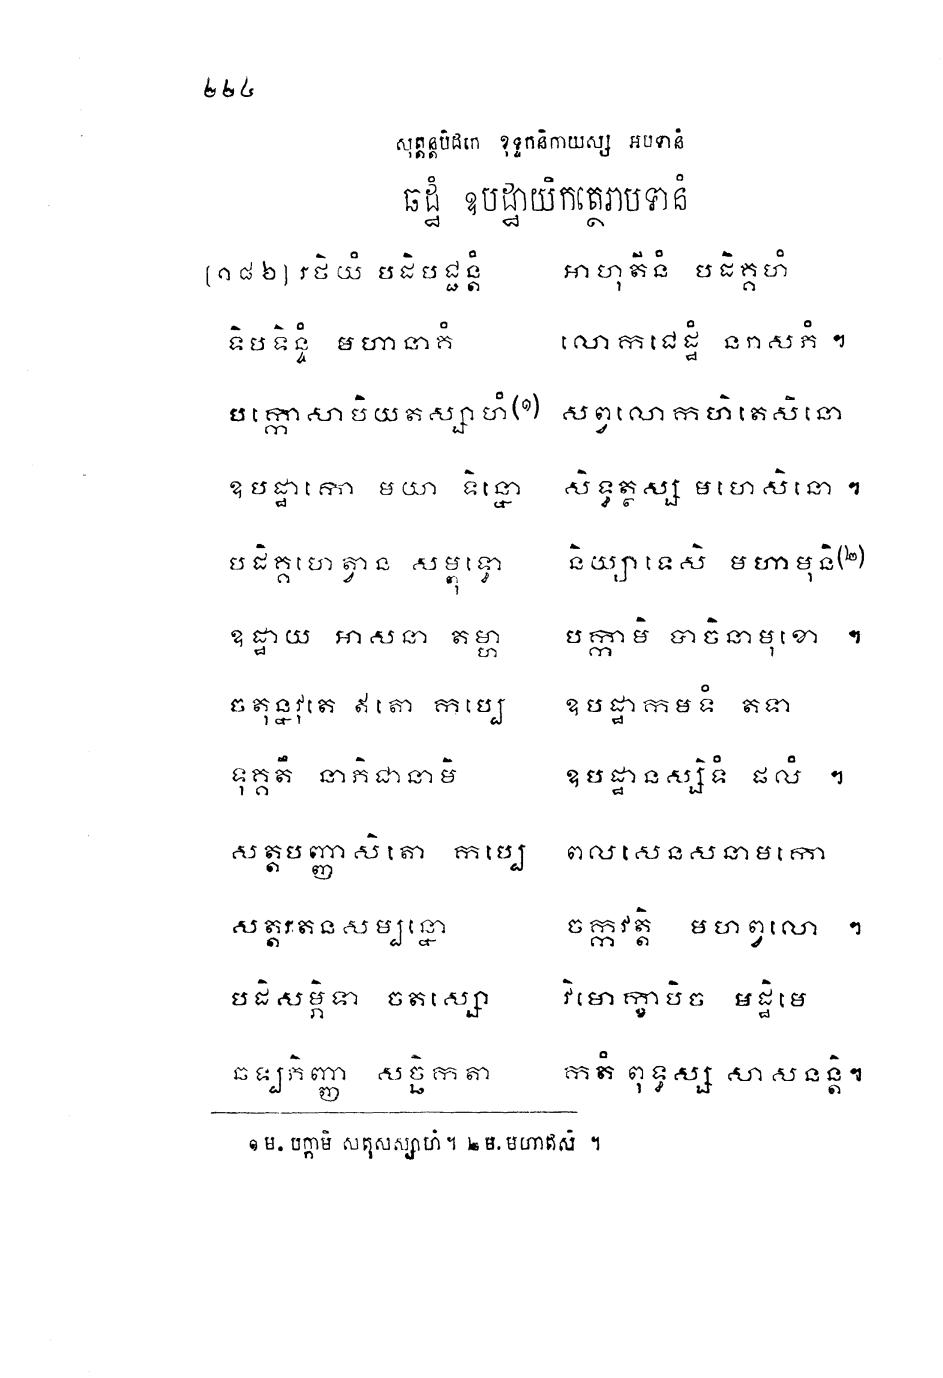 ២២៤
សុត្តន្តបិដកេ ខុទ្ទកនិកាយស្ស អបទានំ
ឆដ្ឋំ ឧបដ្ឋាយិកត្ថេរាបទានំ
[១៨៦] រថិយំ បដិបជ្ជន្តំ អាហុតីនំ បដិគ្គហំ
ទិបទិន្ទំ មហានាគំ លោកជេដ្ឋំ នរាសភំ ។
បក្កោសាបិយតស្សាហំ(១) សព្វលោកហិតេសិនោ
ឧបដ្ឋាកោ មយា ទិន្នោ សិទ្ធត្ថស្ស មហេសិនោ ។
បដិគ្គហេត្វាន សម្ពុទ្ធោ និយ្យាទេសិ មហាមុនិ(២)
ឧដ្ឋាយ អាសនា តម្ហា បក្កាមិ បាចិនាមុខោ ។
ចតុន្នវុតេ ឥតោ កប្បេ ឧបដ្ឋាកមទំ តទា
ទុគ្គតឹ នាភិជានាមិ ឧបដ្ឋានស្សិទំ ផលំ ។
សត្តបញ្ញាសិតោ កប្បេ ពលសេនសនាមកោ
សត្តរតនសម្បន្នោ ចក្កវត្តិ មហព្វលោ ។
បដិសម្ភិទា ចតស្សោ វិមោក្ខាបិច អដ្ឋិមេ
ឆឡភិញ្ញា សច្ឆិកតា កតំ ពុទ្ធស្ស សាសនន្តិ។
១ ម. បក្កាមិ សតុសស្សាហំ។ ២ ម. មហាឥសំ ។